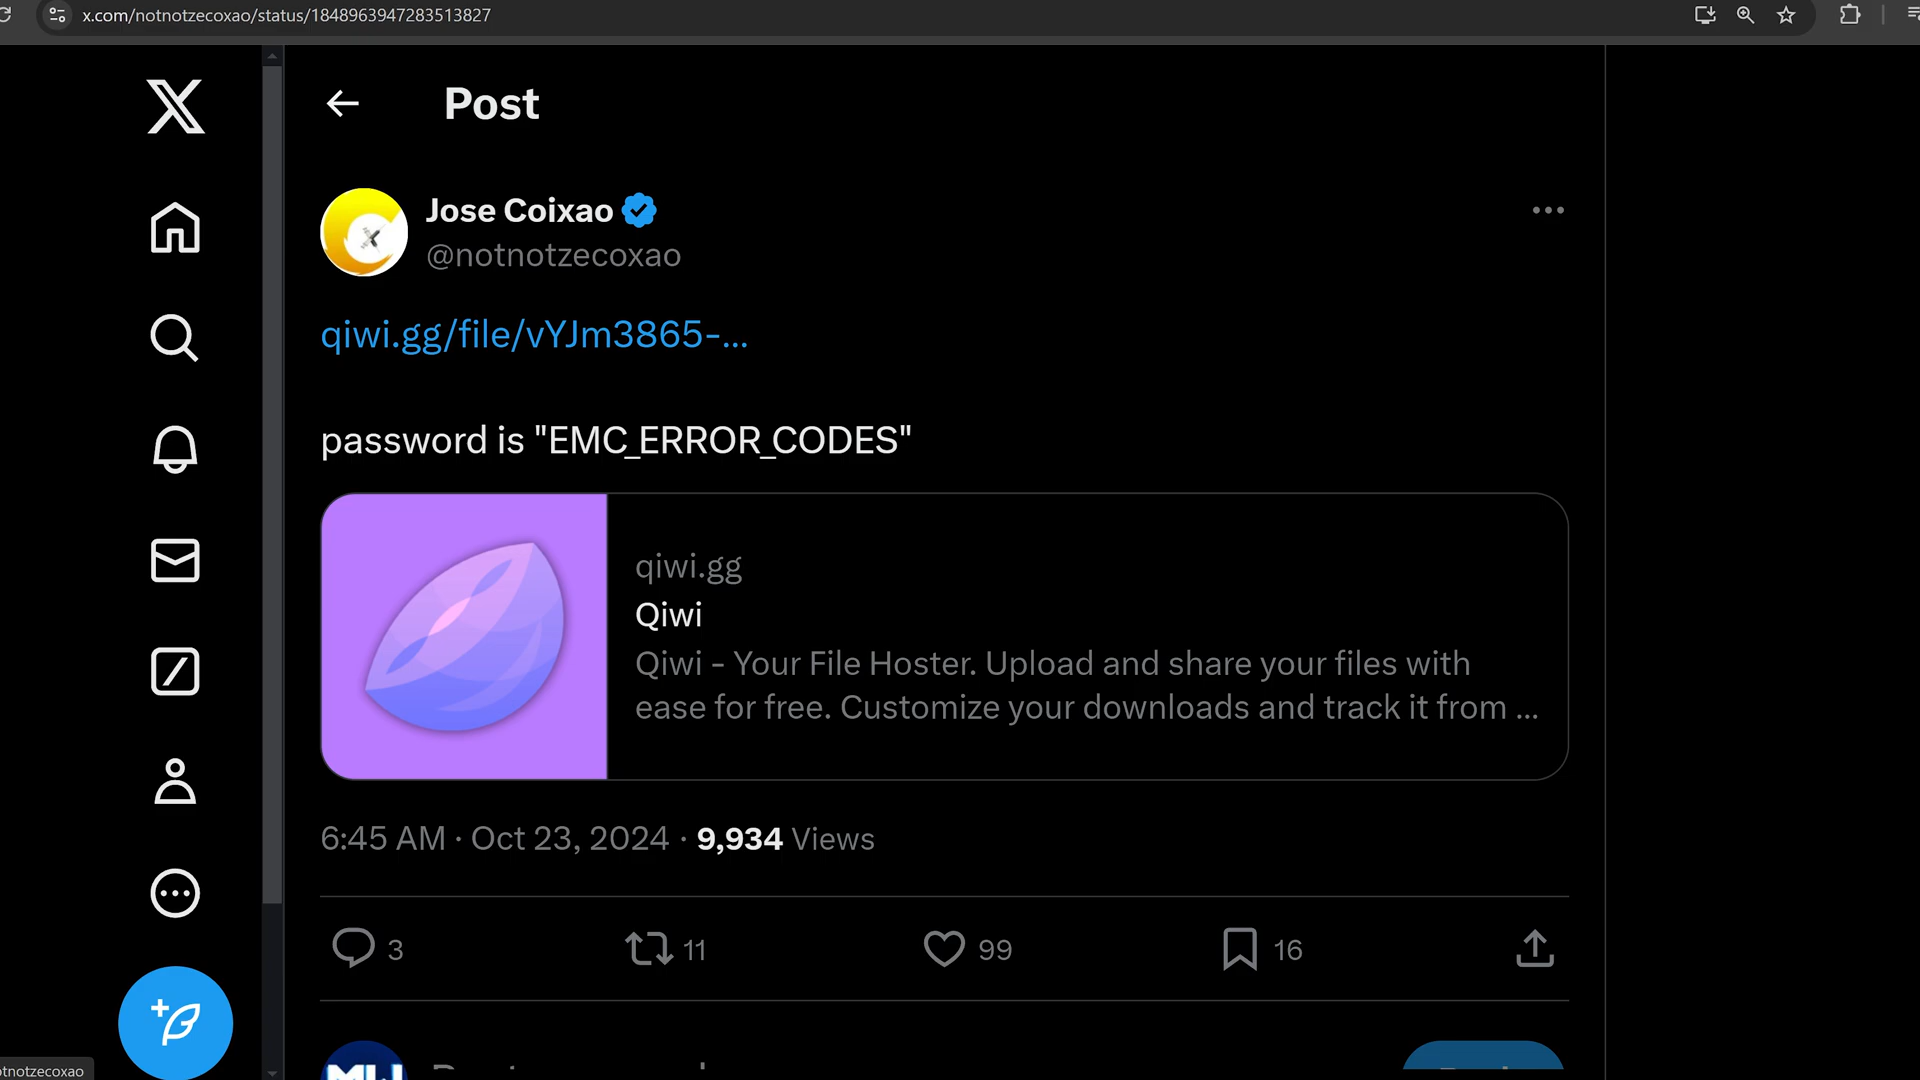 x.com/notnotzecoxao/status/1848963947283513827
Post
Jose Coixao
@notnotzecoxao
qiwi.gg/file/vYJm3865-...
password is "EMC_ERROR_CODES"
qiwi.gg
Qiwi
Qiwi - Your File Hoster. Upload and share your files with
ease for free. Customize your downloads and track it from ...
6:45 AM · Oct 23, 2024 · 9,934 Views
3 11 99 16
otnotzecoxao